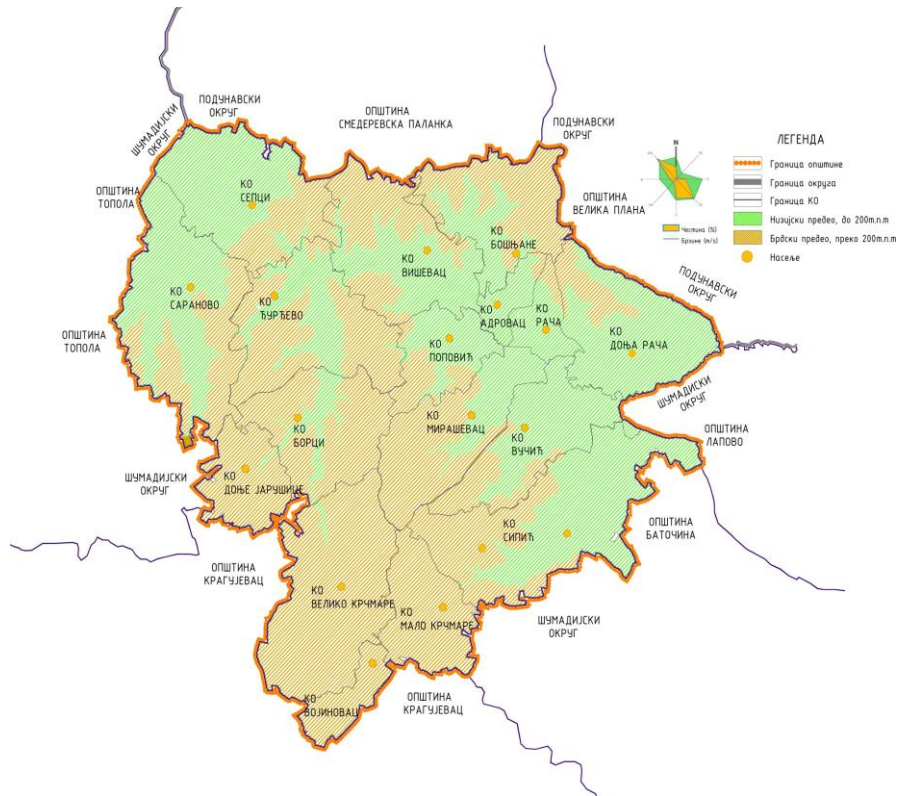 ПОДУНАВСКИ
ОКРУГ
ШУМАДИЈСКИ
ОКРУГ
ОПШТИНА
СМЕДЕРЕВСКА ПАЛАНКА
ПОДУНАВСКИ
ОКРУГ
ОПШТИНА
ТОПОЛА
ОПШТИНА
ВЕЛИКА ПЛАНА
N
Честина (%)
Брзине (m/s)
ЛЕГЕНДА
Граница општине
Граница округа
Граница КО
Низијски предео, до 200m.n.m
Брдски предео, преко 200m.n.m
Насеље
КО
СЕПЦИ
КО
ВИШЕВАЦ
КО
БОШЊАНЕ
ПОДУНАВСКИ
ОКРУГ
КО
САРАНОВО
КО
ЂУРЂЕВО
КО
АДРОВАЦ
КО
РАЧА
КО
ДОЊА РАЧА
ОПШТИНА
ТОПОЛА
КО
ПОПОВИЋ
ШУМАДИСКИ
ОКРУГ
КО
БОРЦИ
КО
МИРАШЕВАЦ
КО
ВУЧИЋ
ОПШТИНА
ЛАПОВО
ШУМАДИЈСКИ
ОКРУГ
КО
ДОЊЕ ЈАРУШИЦЕ
КО
СИПИЋ
ОПШТИНА
БАТОЧИНА
ОПШТИНА
КРАГУЈЕВАЦ
КО
ВЕЛИКО КРЧМАРЕ
КО
МАЛО КРЧМАРЕ
ШУМАДИЈСКИ
ОКРУГ
КО
ВОЈИНОВАЦ
ОПШТИНА
КРАГУЈЕВАЦ